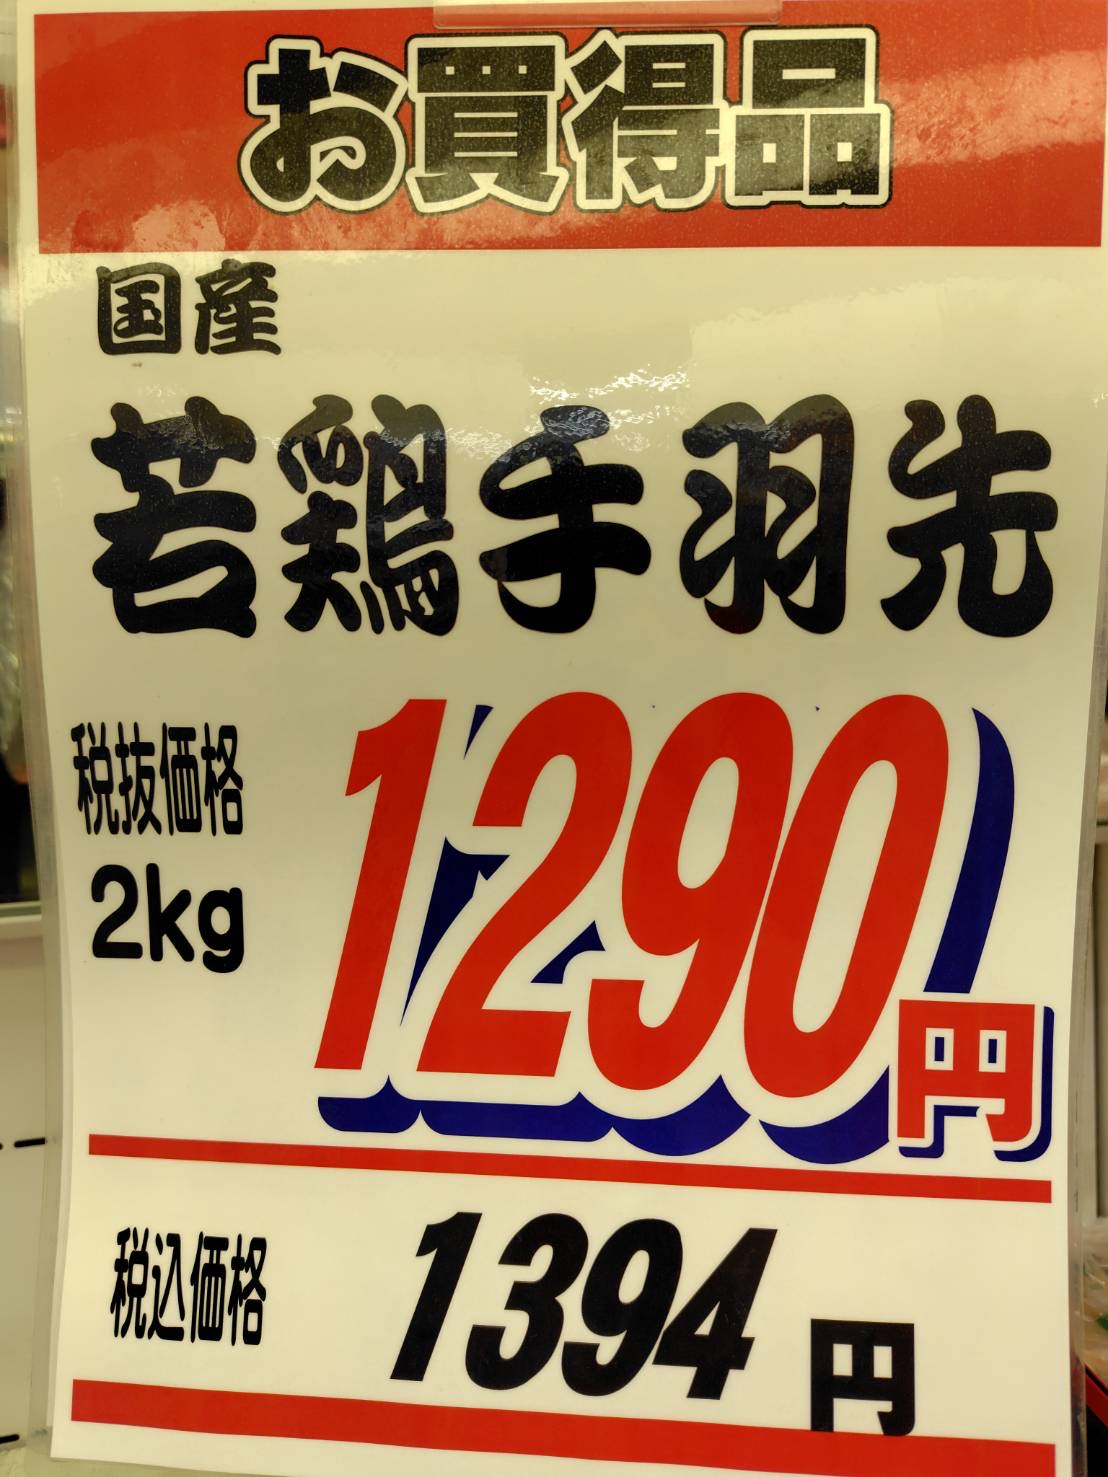 お買得品
国産
若鶏手羽先
税抜価格
2kg
1290円
税込価格
1394円